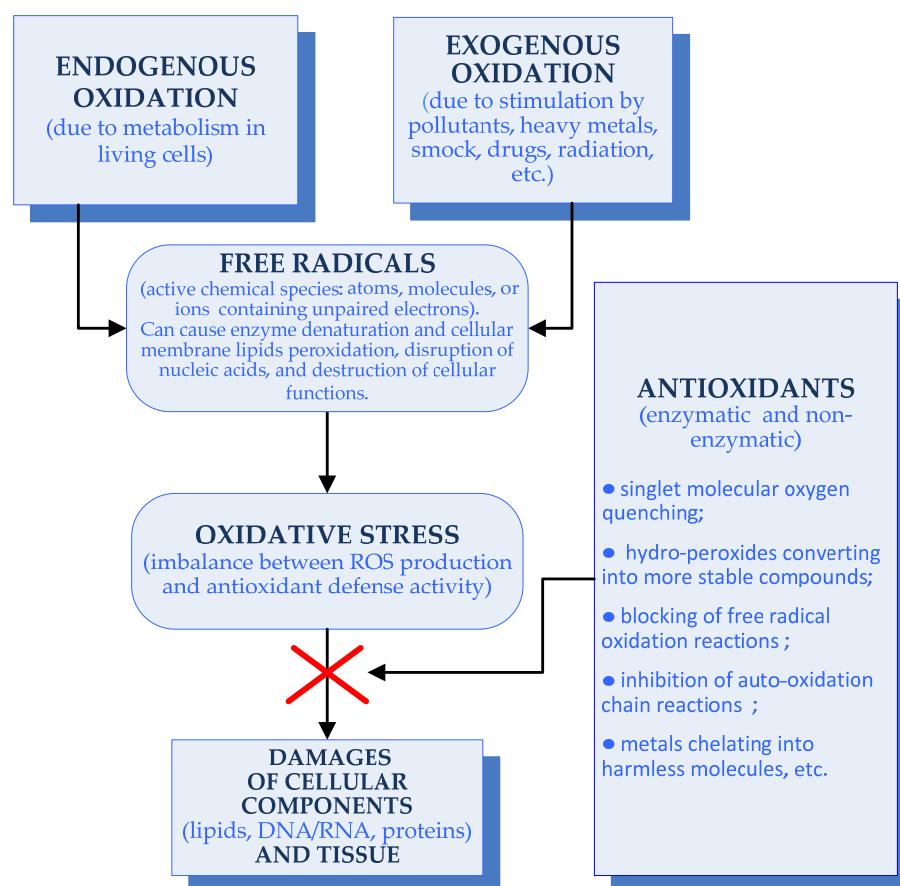 ENDOGENOUS
OXIDATION
(due to metabolism in
living cells)
EXOGENOUS
OXIDATION
(due to stimulation by
pollutants, heavy metals,
smock, drugs, radiation,
etc.)
FREE RADICALS
(active chemical species: atoms, molecules, or
ions containing unpaired electrons).
Can cause enzyme denaturation and cellular
membrane lipids peroxidation, disruption of
nucleic acids, and destruction of cellular
functions.
OXIDATIVE STRESS
(imbalance between ROS production
and antioxidant defense activity)
DAMAGES
OF CELLULAR
COMPONENTS
(lipids, DNA/RNA, proteins)
AND TISSUE
ANTIOXIDANTS
(enzymatic and non-
enzymatic)
● singlet molecular oxygen
quenching;
● hydro-peroxides converting
into more stable compounds;
● blocking of free radical
oxidation reactions ;
● inhibition of auto-oxidation
chain reactions ;
● metals chelating into
harmless molecules, etc.